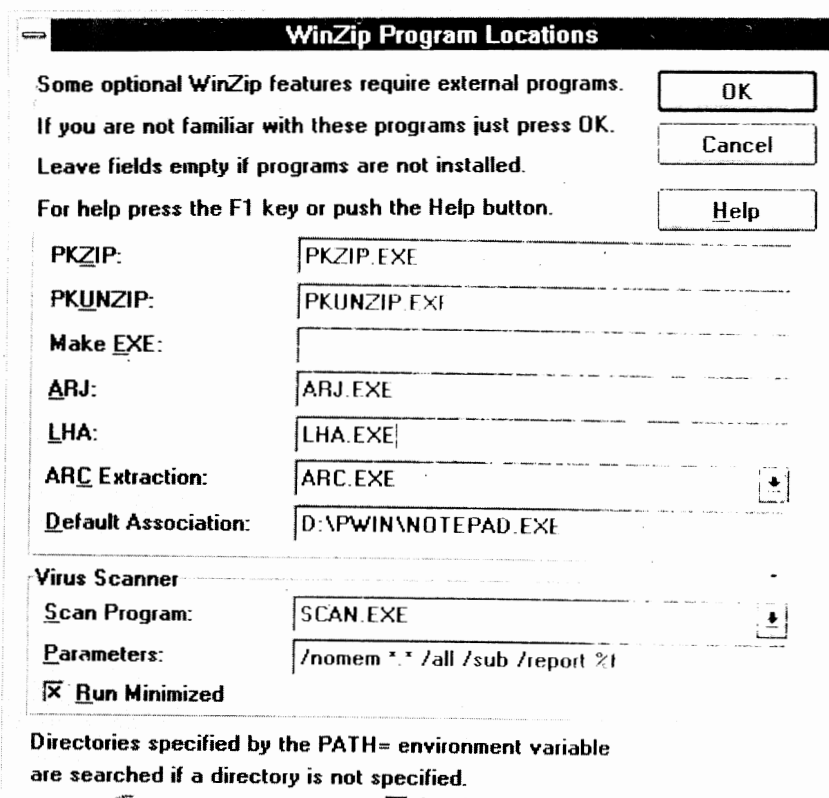 WinZip Program Locations
Some optional WinZip features require external programs.
If you are not familiar with these programs just press OK.
Leave fields empty if programs are not installed.
For help press the F1 key or push the Help button.
OK
Cancel
Help
PKZIP: PKZIP.EXE
PKUNZIP: PKUNZIP.EXE
Make EXE:
ARJ: ARJ.EXE
LHA: LHA.EXE
ARC Extraction: ARC.EXE
Default Association: D:\PWIN\NOTEPAD.EXE
Virus Scanner
Scan Program: SCAN.EXE
Parameters: /nomem *.* /all /sub /report
Run Minimized
Directories specified by the PATH= environment variable
are searched if a directory is not specified.